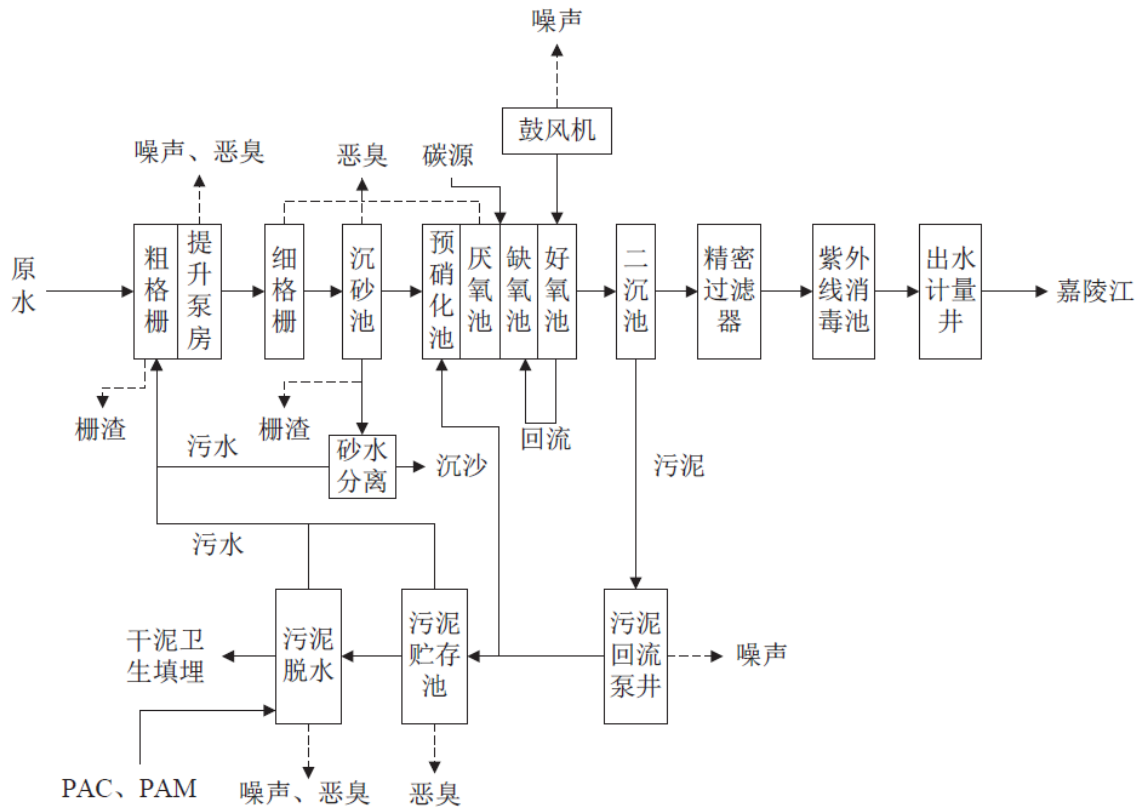 噪声
鼓风机
噪声、恶臭
恶臭
碳源
原
水
粗
格
栅
提
升
泵
房
细
格
栅
沉
砂
池
预
硝
化
池
厌
氧
池
缺
氧
池
好
氧
池
二
沉
池
精密
过滤
器
紫外
线消
毒池
出水
计量
井
嘉陵江
栅渣
栅渣
回流
污水
砂水
分离
沉沙
污泥
污水
干泥卫
生填埋
污泥
脱水
污泥
贮存
池
污泥
回流
泵井
噪声
PAC、PAM
噪声、恶臭
恶臭